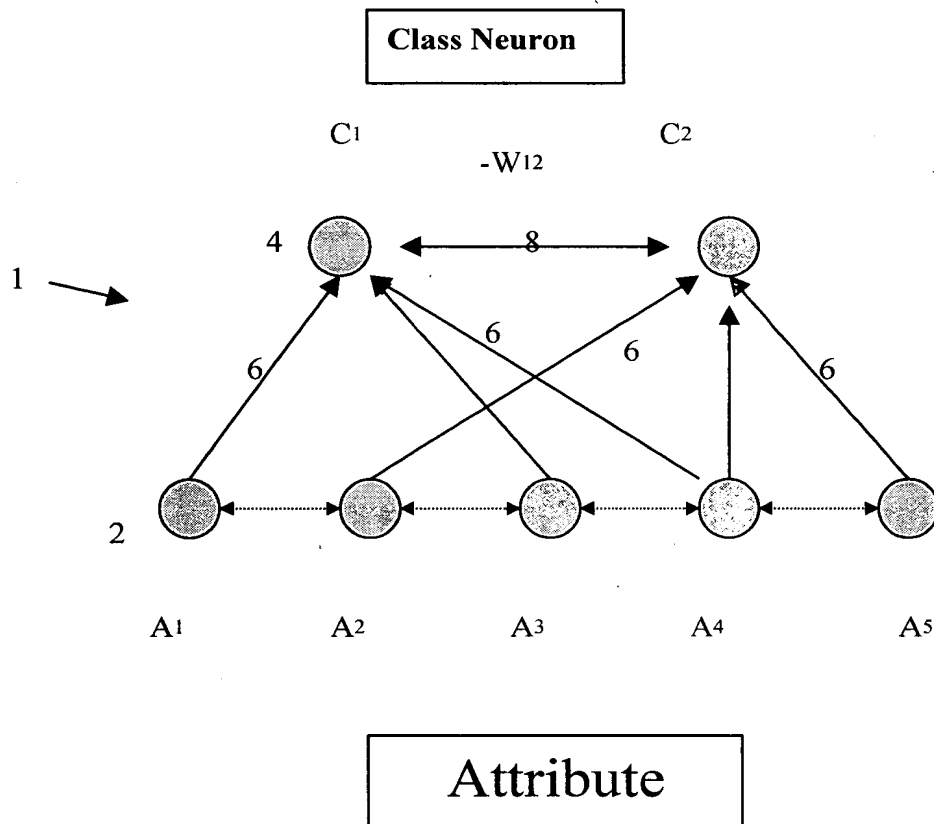 Class Neuron
C1 C2
-W12
4 8
1
6 6 6 6
2
A1 A2 A3 A4 A5
Attribute